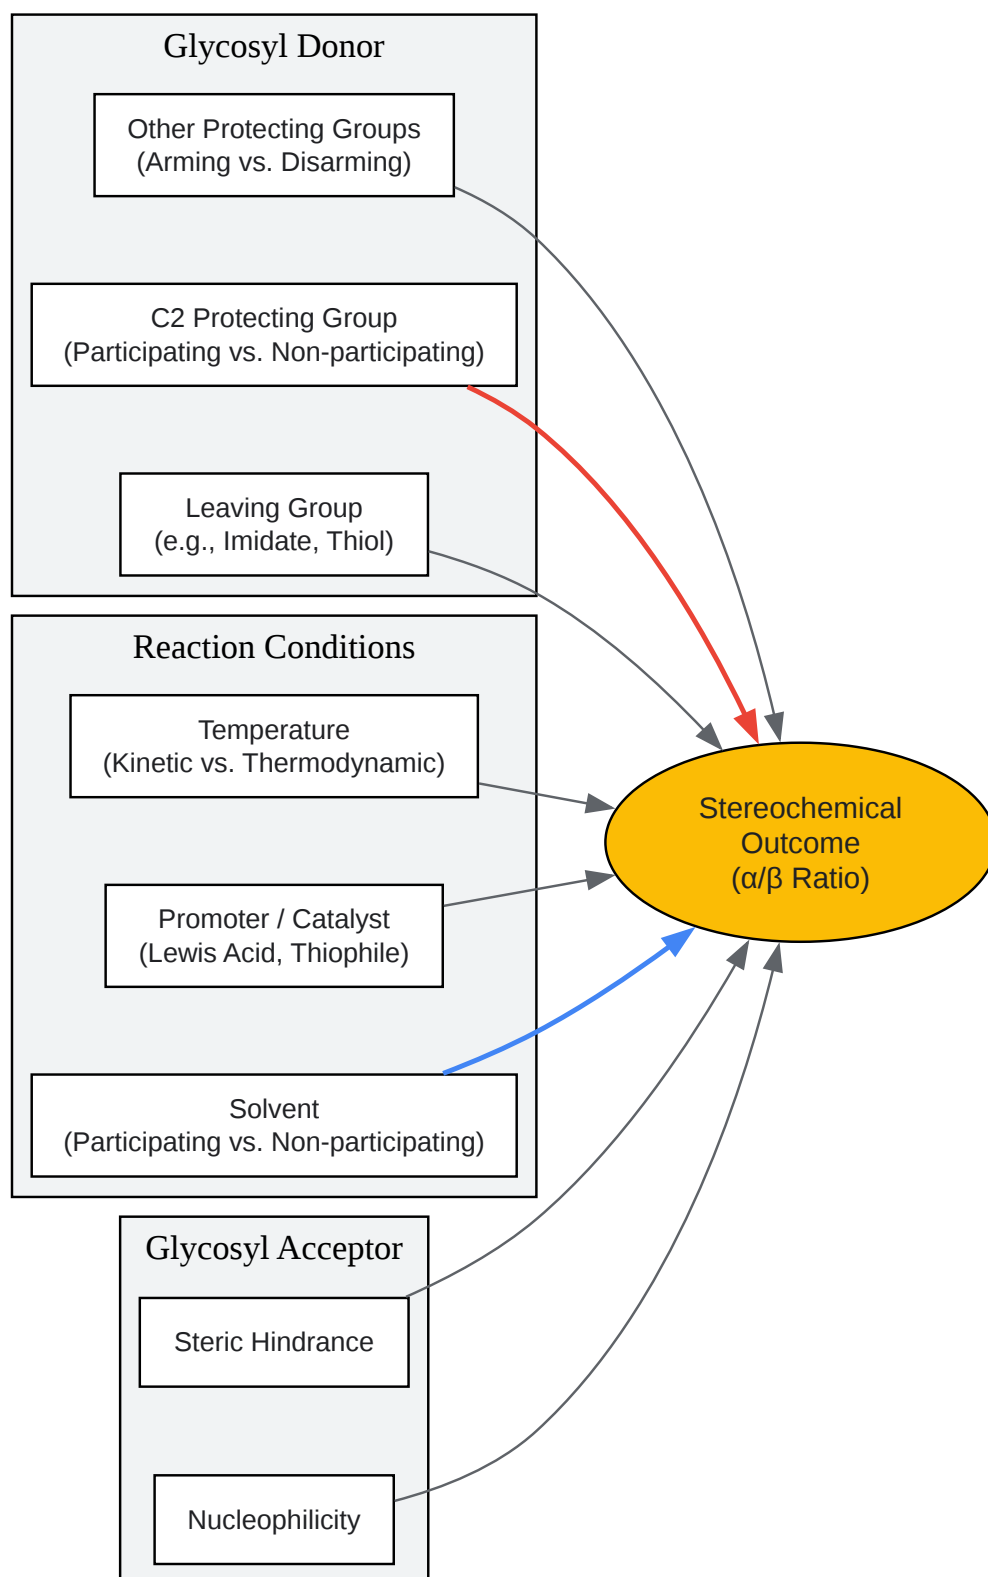 Glycosyl Donor
Other Protecting Groups
(Arming vs. Disarming)
C2 Protecting Group
(Participating vs. Non-participating)
Leaving Group
(e.g., Imidate, Thiol)
Reaction Conditions
Temperature
(Kinetic vs. Thermodynamic)
Promoter / Catalyst
(Lewis Acid, Thiophile)
Solvent
(Participating vs. Non-participating)
Glycosyl Acceptor
Steric Hindrance
Nucleophilicity
Stereochemical
Outcome
(α/β Ratio)